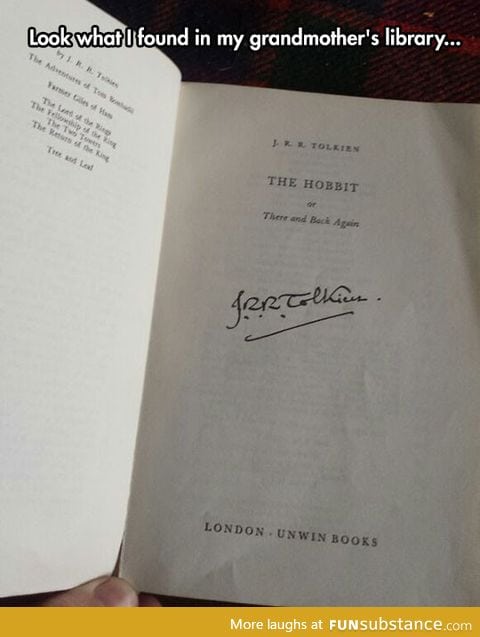 Look what I found in my grandmother's library...
by J. R. R. Tolkien
The Adventures of Tom Bombadil
Farmer Giles of Ham
The Lord of the Rings
The Fellowship of the Ring
The Two Towers
The Return of the King
Tree and Leaf
J. R. R. TOLKIEN
THE HOBBIT
or
There and Back Again
J.R.R. Tolkien.
LONDON · UNWIN BOOKS
More laughs at FUNsubstance.com